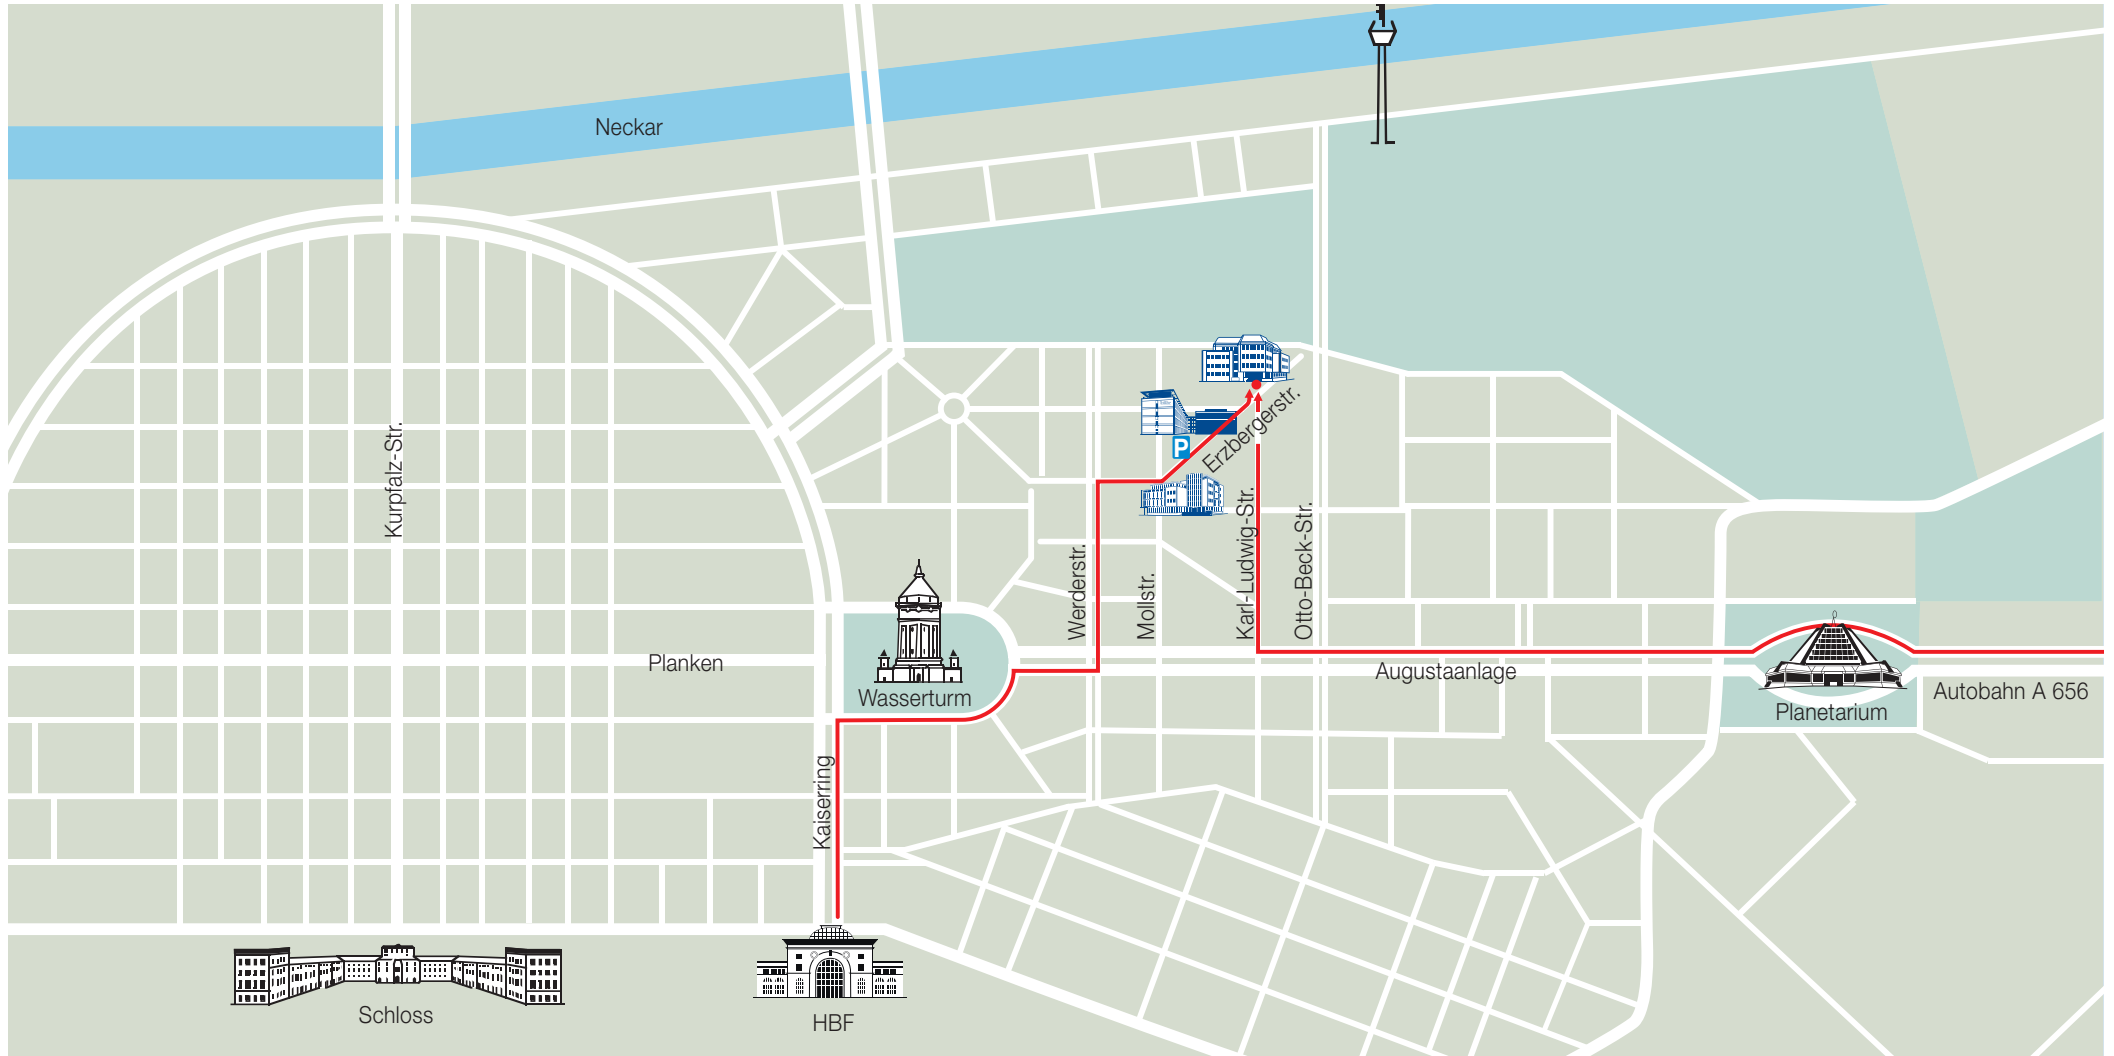 Neckar
Kurpfalz-Str.
Erzbergerstr.
P
Werderstr.
Mollstr.
Karl-Ludwig-Str.
Otto-Beck-Str.
Planken
Wasserturm
Augustaanlage
Autobahn A 656
Planetarium
Kaiserring
Schloss
HBF